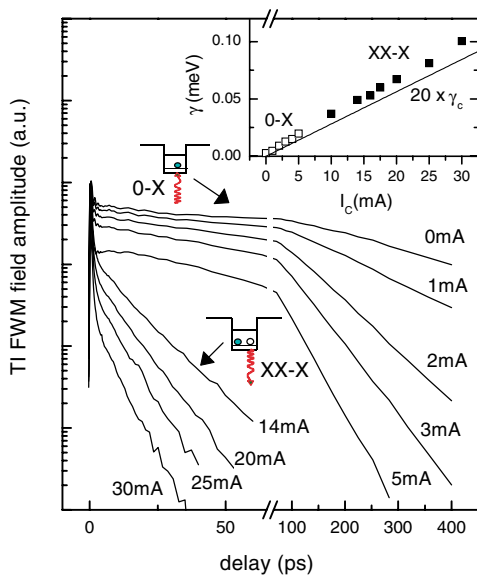 TI FWM field amplitude (a.u.)
γ (meV)
0.10
0.05
0.00
XX-X
0-X
20 x γc
0 5 10 15 20 25 30
IC(mA)
0-X
0mA
1mA
2mA
3mA
5mA
XX-X
14mA
20mA
25mA
30mA
0 50 100 200 300 400
delay (ps)